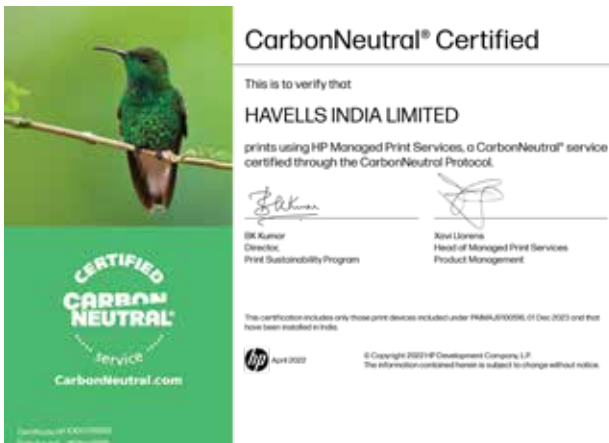 CarbonNeutral® Certified
This is to verify that
HAVELLS INDIA LIMITED
prints using HP Managed Print Services, a CarbonNeutral® service
certified through the CarbonNeutral Protocol.
BK Kumar
Director,
Print Sustainability Program
Xavi Llorens
Head of Managed Print Services
Product Management
This certification includes only those print devices included under 01 Dec 2023 and that
have been installed in India.
hp
April 2022
© Copyright 2022 HP Development Company, L.P.
The information contained herein is subject to change without notice.
CERTIFIED
CARBON
NEUTRAL®
service
CarbonNeutral.com